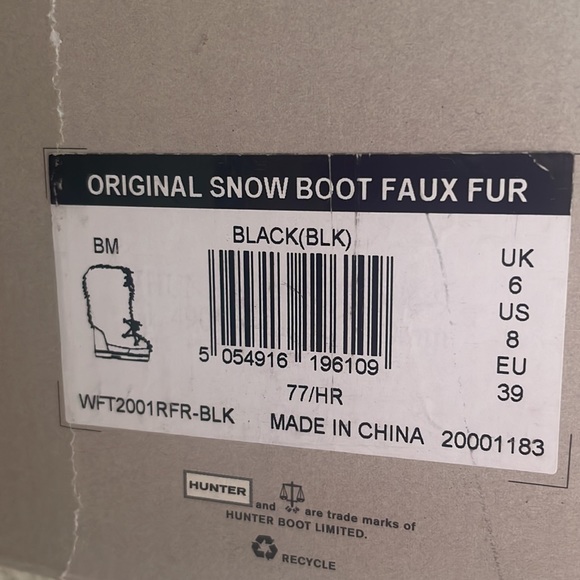 ORIGINAL SNOW BOOT FAUX FUR
BM
BLACK(BLK)
UK
6
US
8
EU
39
5 054916 196109
77/HR
WFT2001RFR-BLK
MADE IN CHINA 20001183
HUNTER and are trade marks of
HUNTER BOOT LIMITED.
RECYCLE